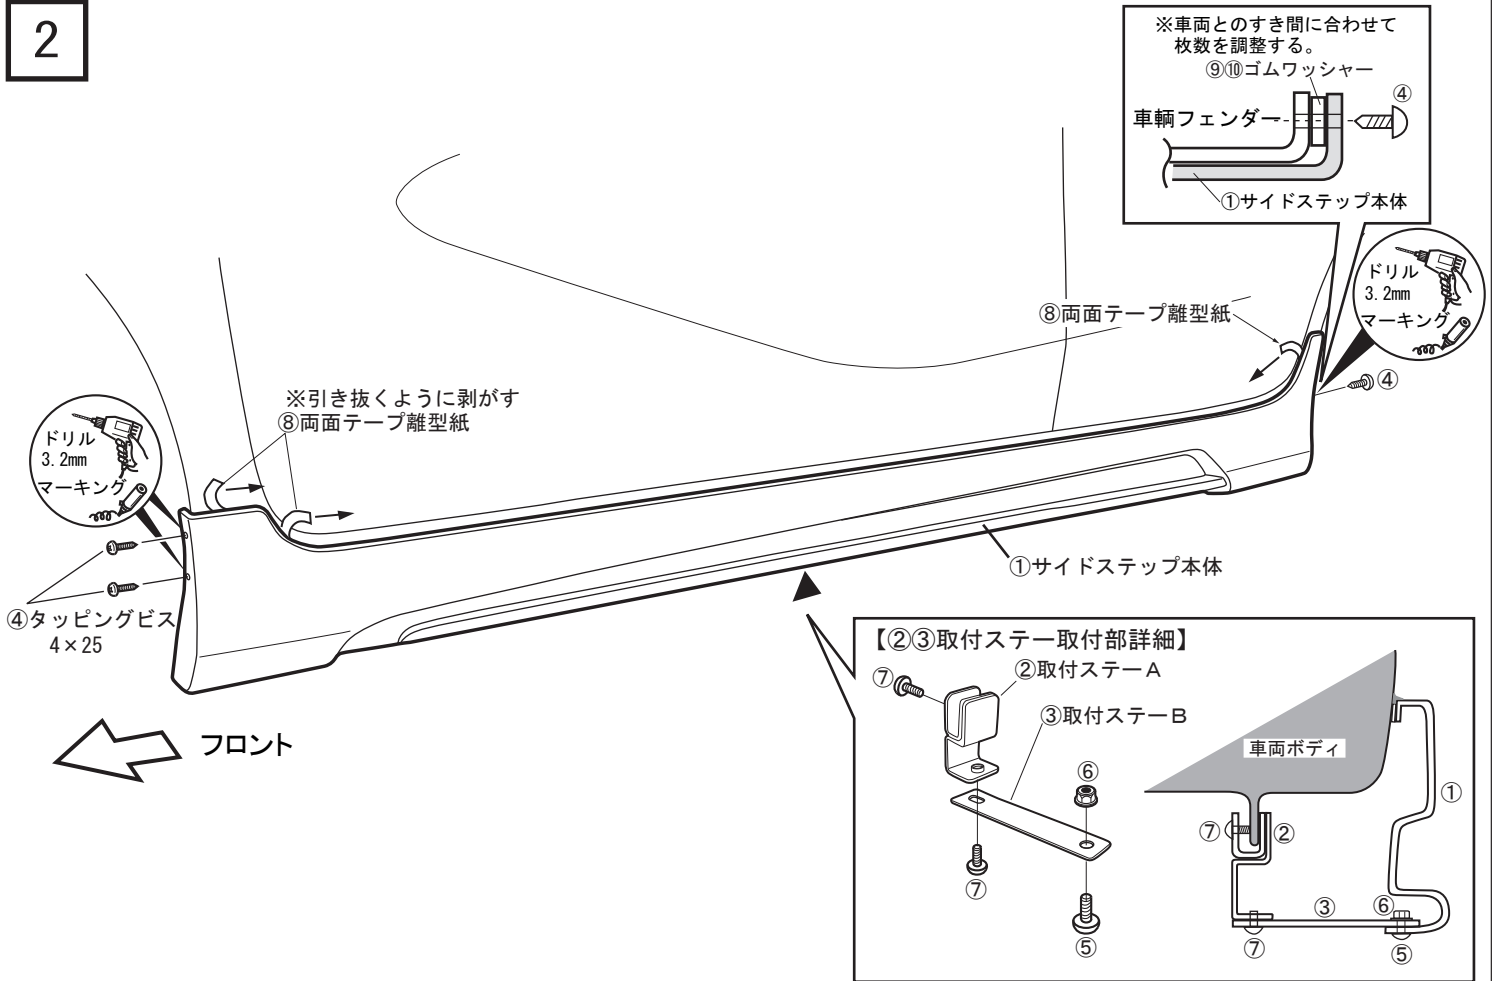 2
※車両とのすき間に合わせて
枚数を調整する。
⑨⑩ゴムワッシャー
④
車輌フェンダー
①サイドステップ本体
ドリル
3.2mm
マーキング
⑧両面テープ離型紙
④
※引き抜くように剥がす
⑧両面テープ離型紙
ドリル
3.2mm
マーキング
①サイドステップ本体
④タッピングビス
4×25
フロント
【②③取付ステー取付部詳細】
⑦
②取付ステーA
③取付ステーB
⑥
⑦
⑤
車両ボディ
①
⑦
②
③
⑥
⑦
⑤